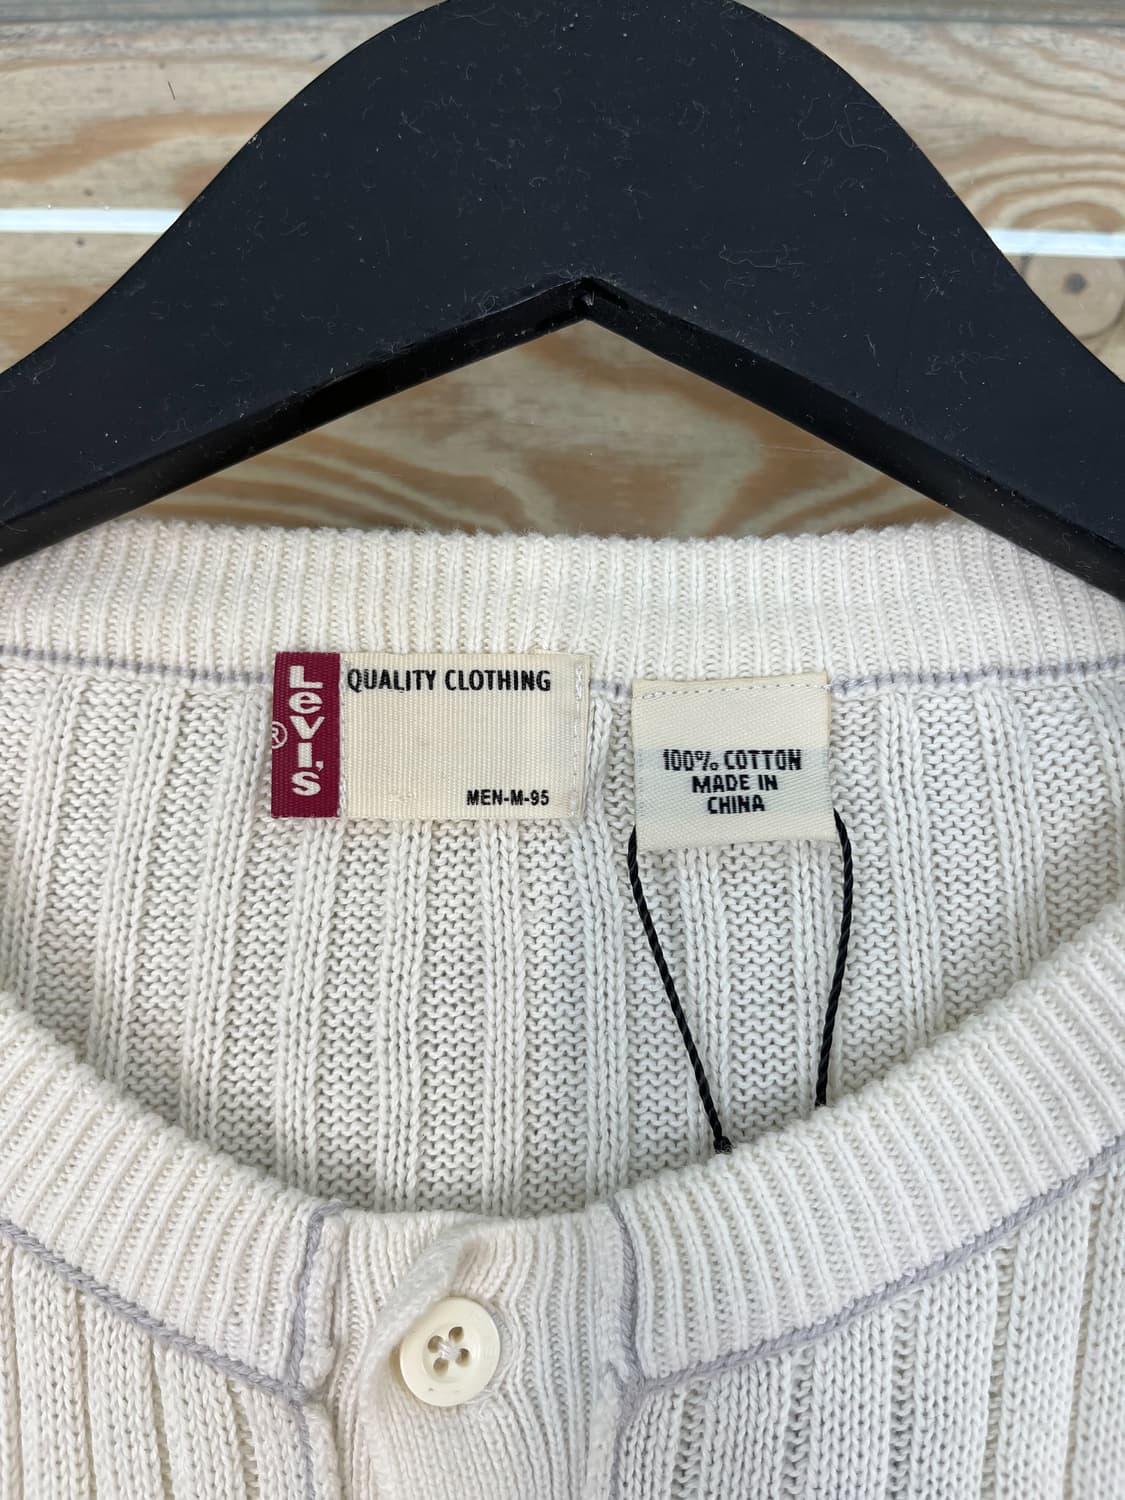 Levi's
®
QUALITY CLOTHING
MEN-M-95
100% COTTON
MADE IN
CHINA